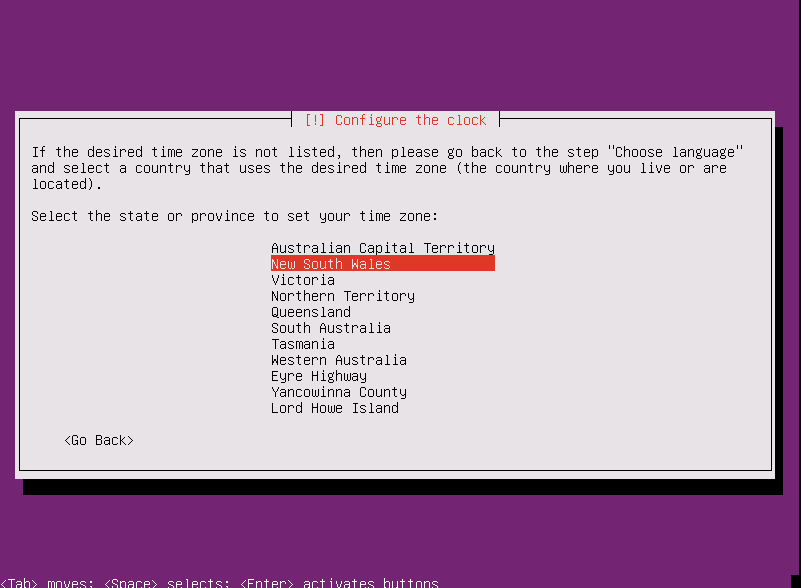 [!] Configure the clock
If the desired time zone is not listed, then please go back to the step "Choose language"
and select a country that uses the desired time zone (the country where you live or are
located).
Select the state or province to set your time zone:
Australian Capital Territory
New South Wales
Victoria
Northern Territory
Queensland
South Australia
Tasmania
Western Australia
Eyre Highway
Yancowinna County
Lord Howe Island
<Go Back>
<Tab> moves; <Space> selects; <Enter> activates buttons